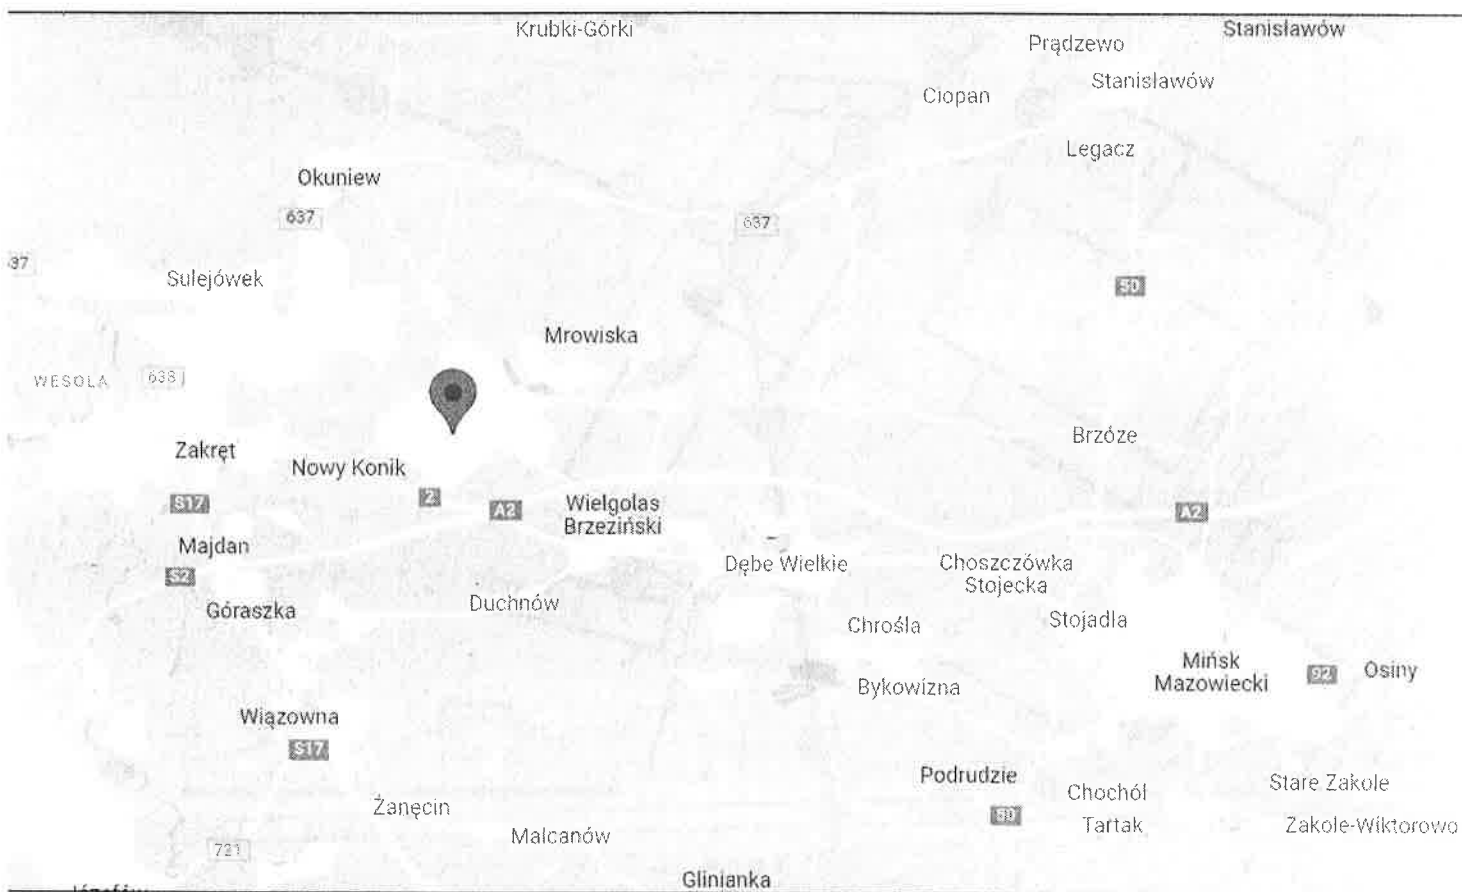 Krubki-Górki
Stanisławów
Prądzewo
Stanisławów
Ciopan
Legacz
Okuniew
637
637
37
Sulejówek
50
Mrowiska
WESOŁA
638
Brzóze
Zakręt
Nowy Konik
2
S17
A2
Wielgolas
Brzeziński
A2
Majdan
S2
Dębe Wielkie
Choszczówka
Stojecka
Góraszka
Duchnów
Chrośla
Stojadla
Mińsk
Mazowiecki
92
Osiny
Bykowizna
Wiązowna
S17
Podrudzie
Stare Zakole
Chochół
Żanęcin
50
Tartak
Zakole-Wiktorowo
Malcanów
721
Glinianka